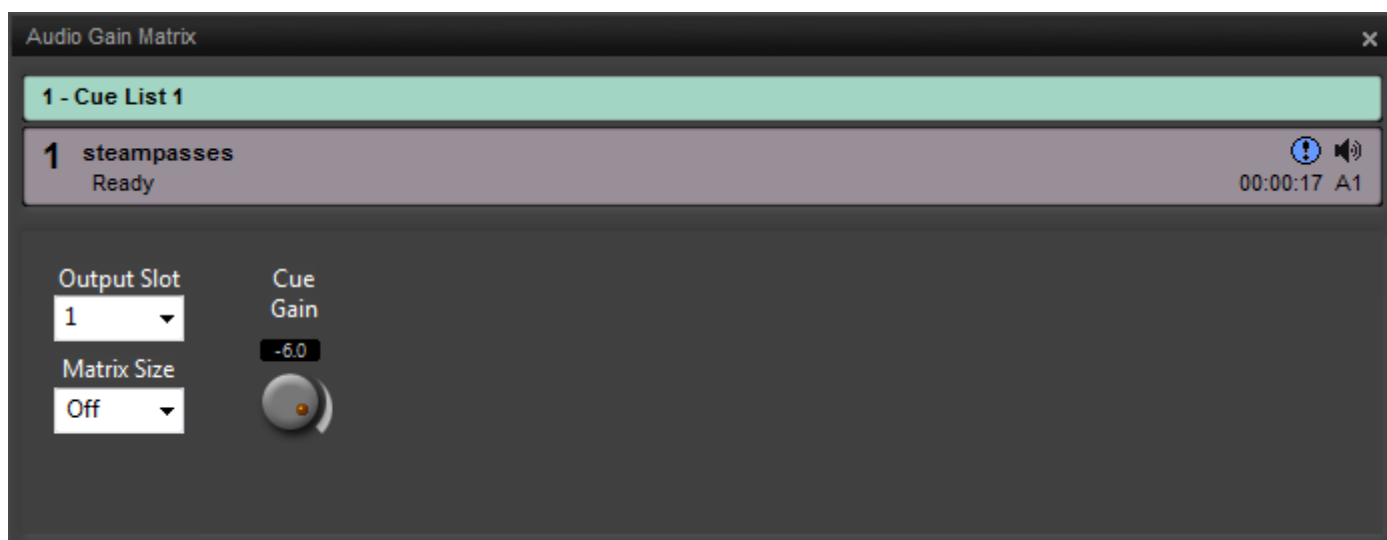 Audio Gain Matrix
1 - Cue List 1
1 steampasses
Ready
00:00:17 A1
Output Slot
1
Matrix Size
Off
Cue
Gain
-6.0